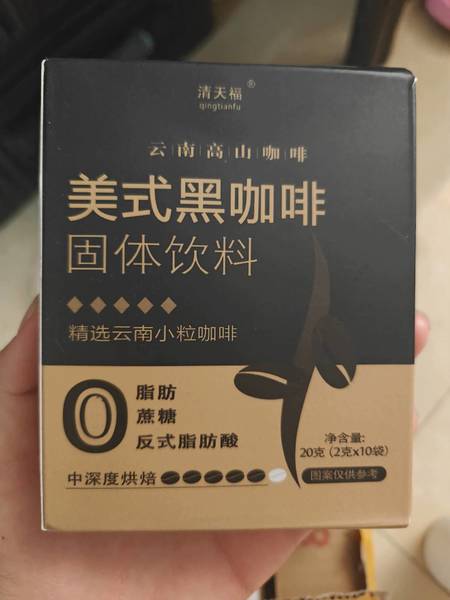 清天福®
qingtianfu
云|南|高|山|咖|啡
美式黑咖啡
固体饮料
精选云南小粒咖啡
0
脂肪
蔗糖
反式脂肪酸
净含量:
20克(2克x10袋)
中深度烘焙
图案仅供参考